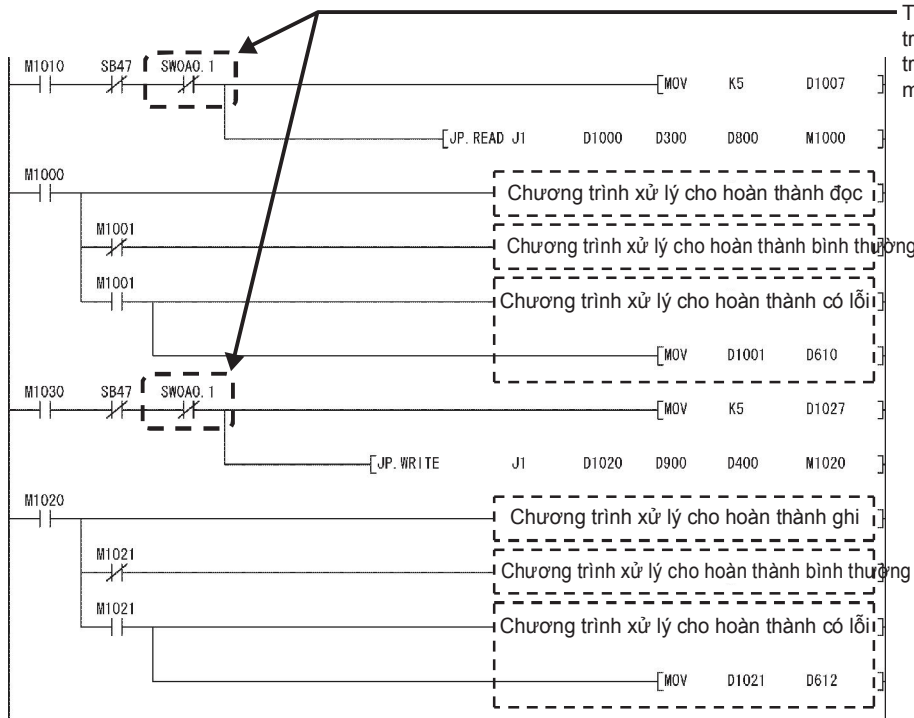 T
tr
tr
m
M1010 SB47 SW0A0.1 [MOV K5 D1007 ]
[JP.READ J1 D1000 D300 D800 M1000 ]
M1000
Chương trình xử lý cho hoàn thành đọc ]
M1001
Chương trình xử lý cho hoàn thành bình thường
M1001
Chương trình xử lý cho hoàn thành có lỗi ]
[MOV D1001 D610 ]
M1030 SB47 SW0A0.1 [MOV K5 D1027 ]
[JP.WRITE J1 D1020 D900 D400 M1020 ]
M1020
Chương trình xử lý cho hoàn thành ghi ]
M1021
Chương trình xử lý cho hoàn thành bình thường
M1021
Chương trình xử lý cho hoàn thành có lỗi ]
[MOV D1021 D612 ]